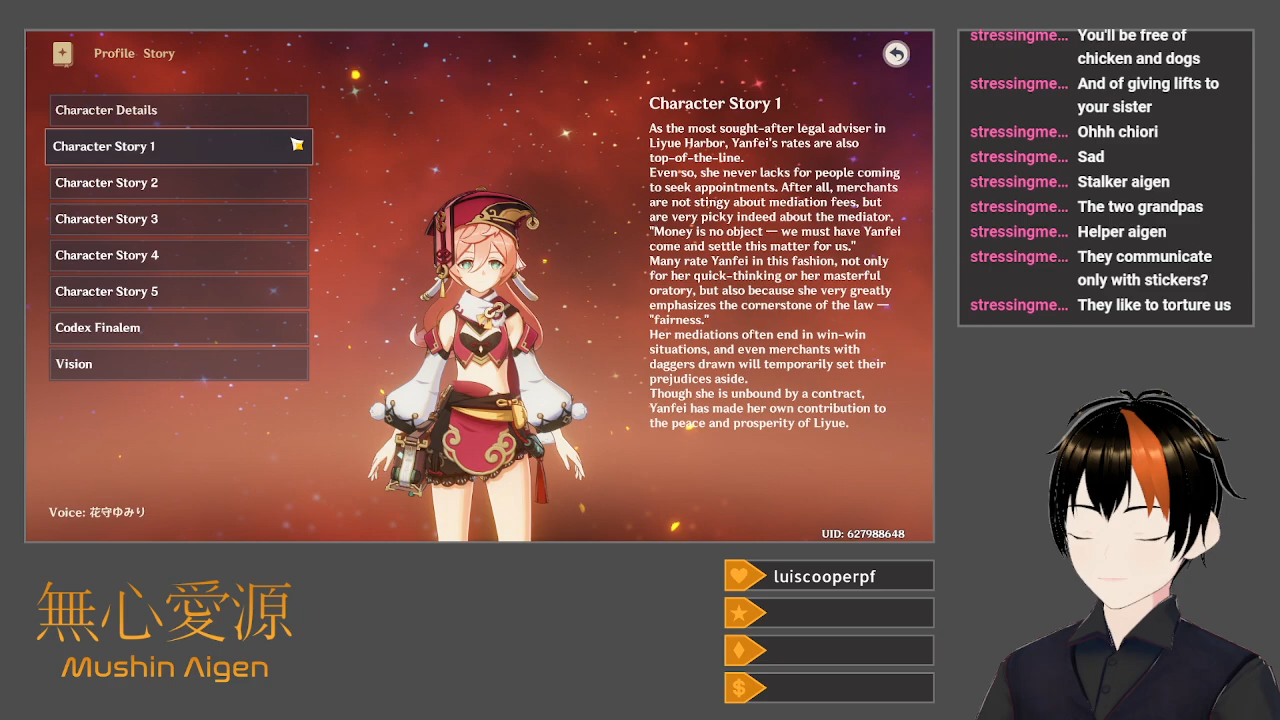 Profile Story
Character Details
Character Story 1
Character Story 2
Character Story 3
Character Story 4
Character Story 5
Codex Finalem
Vision
Voice: 花守ゆみり
Character Story 1
As the most sought-after legal adviser in
Liyue Harbor, Yanfei's rates are also
top-of-the-line.
Even so, she never lacks for people coming
to seek appointments. After all, merchants
are not stingy about mediation fees, but
are very picky indeed about the mediator.
"Money is no object — we must have Yanfei
come and settle this matter for us."
Many rate Yanfei in this fashion, not only
for her quick-thinking or her masterful
oratory, but also because she very greatly
emphasizes the cornerstone of the law —
"fairness."
Her mediations often end in win-win
situations, and even merchants with
daggers drawn will temporarily set their
prejudices aside.
Though she is unbound by a contract,
Yanfei has made her own contribution to
the peace and prosperity of Liyue.
UID: 627988648
stressingme... You'll be free of
chicken and dogs
stressingme... And of giving lifts to
your sister
stressingme... Ohhh chiori
stressingme... Sad
stressingme... Stalker aigen
stressingme... The two grandpas
stressingme... Helper aigen
stressingme... They communicate
only with stickers?
stressingme... They like to torture us
無心愛源
Mushin Aigen
luiscooperpf
$